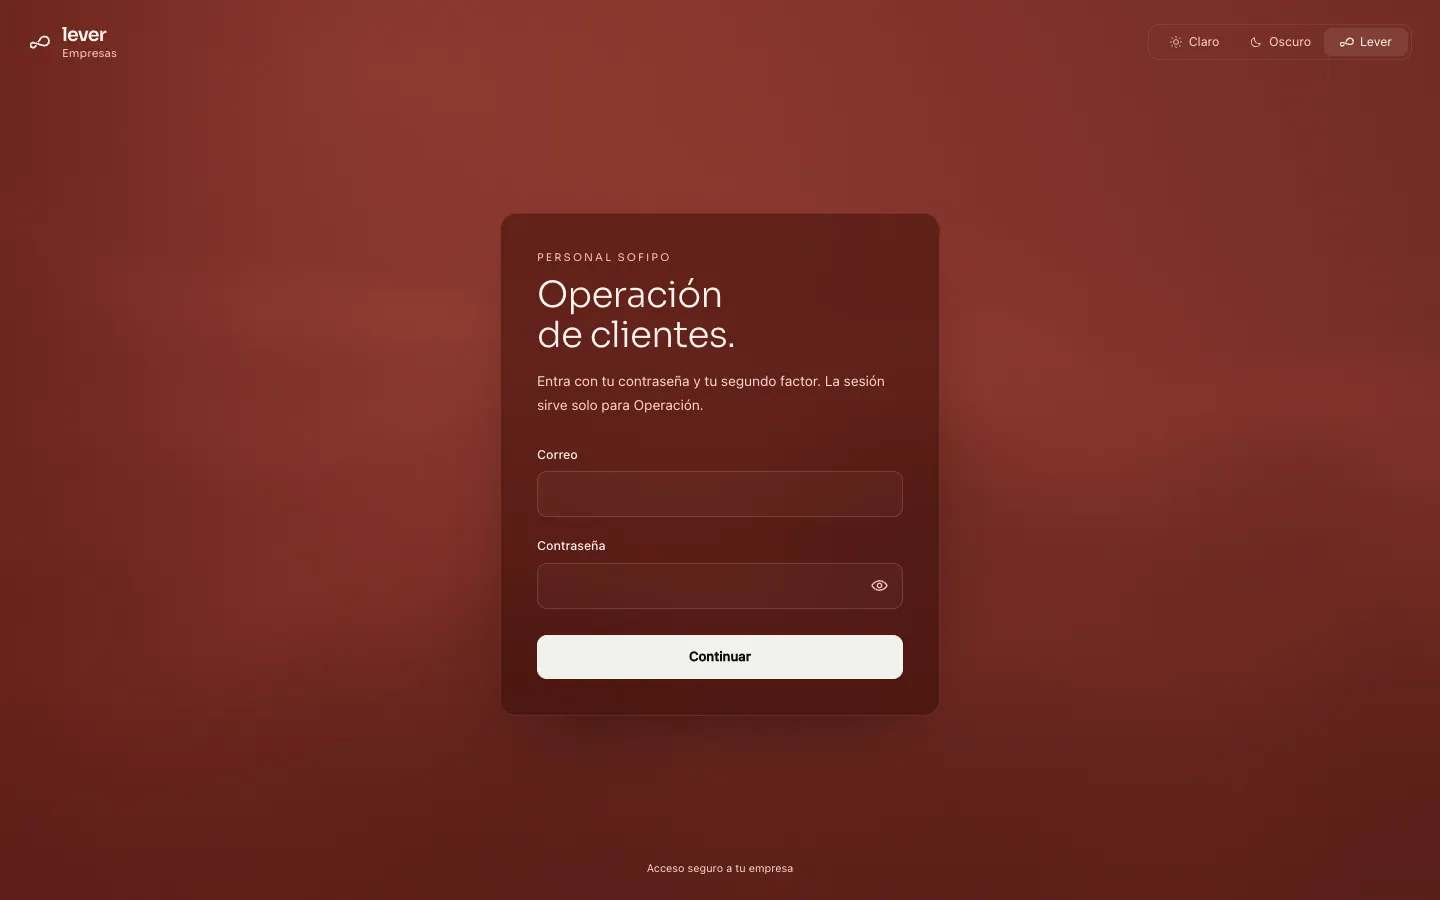 lever
Empresas
Claro
Oscuro
Lever
PERSONAL SOFIPO
Operación
de clientes.
Entra con tu contraseña y tu segundo factor. La sesión
sirve solo para Operación.
Correo
Contraseña
Continuar
Acceso seguro a tu empresa